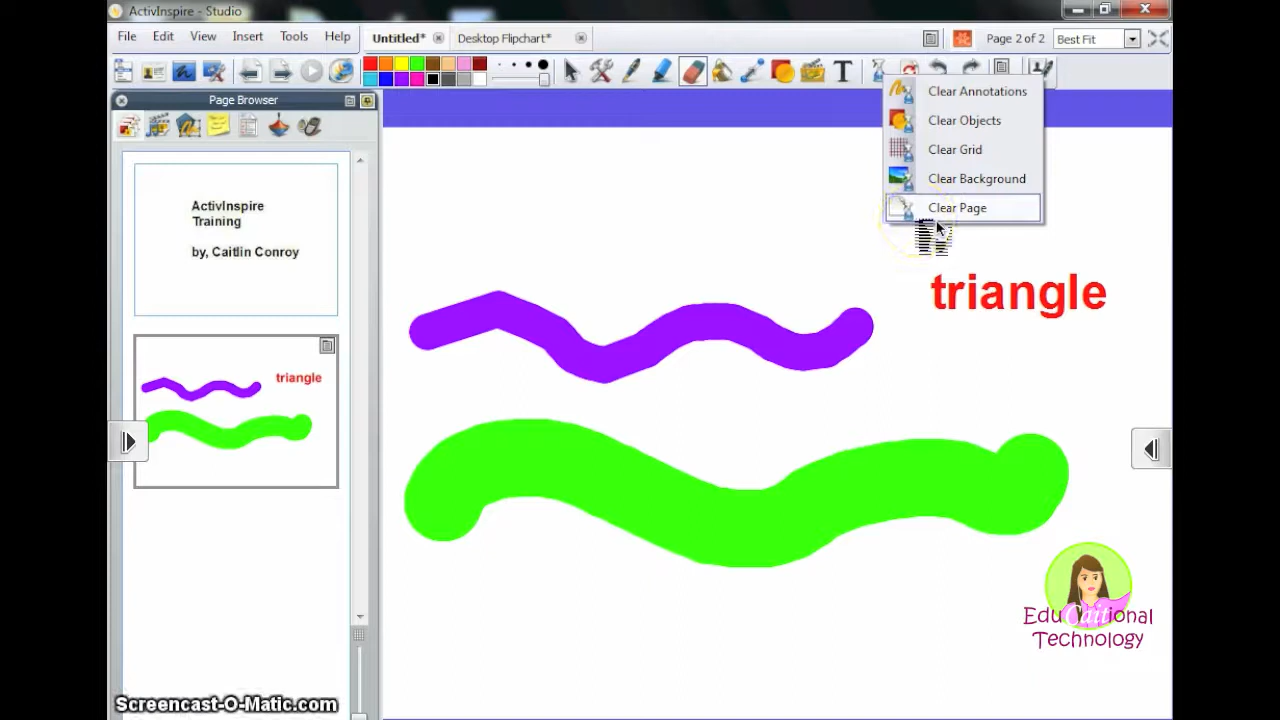 ActivInspire - Studio
File Edit View Insert Tools Help
Untitled* Desktop Flipchart*
Page 2 of 2 Best Fit
Page Browser
Clear Annotations
Clear Objects
Clear Grid
Clear Background
Clear Page
ActivInspire
Training
by, Caitlin Conroy
triangle
triangle
EduCaitional
Technology
Screencast-O-Matic.com